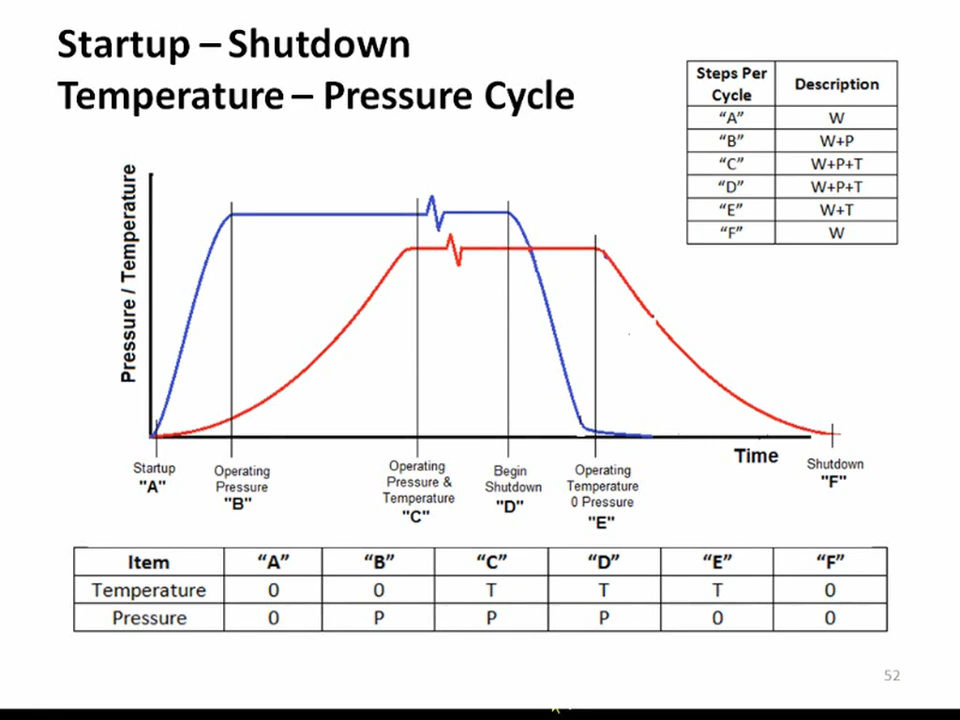 Startup – Shutdown
Temperature – Pressure Cycle
Steps Per Cycle Description
“A” W
“B” W+P
“C” W+P+T
“D” W+P+T
“E” W+T
“F” W
Pressure / Temperature
Time
Startup
"A"
Operating
Pressure
"B"
Operating
Pressure &
Temperature
"C"
Begin
Shutdown
"D"
Operating
Temperature
0 Pressure
"E"
Shutdown
"F"
Item “A” “B” “C” “D” “E” “F”
Temperature 0 0 T T T 0
Pressure 0 P P P 0 0
52